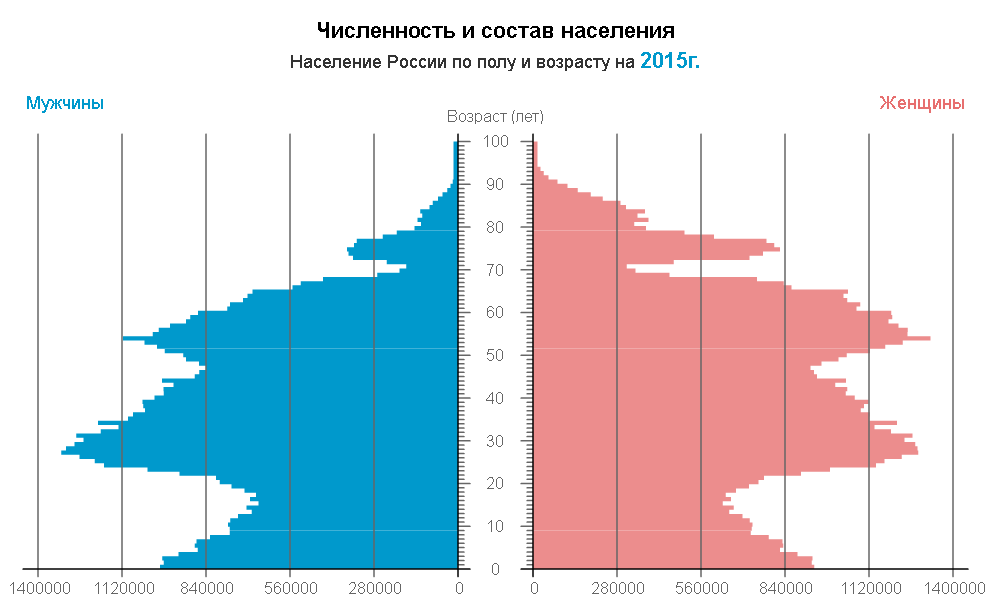 Численность и состав населения
Население России по полу и возрасту на 2015г.
Мужчины
Женщины
Возраст (лет)
100
90
80
70
60
50
40
30
20
10
0
1400000 1120000 840000 560000 280000 0 0 280000 560000 840000 1120000 1400000